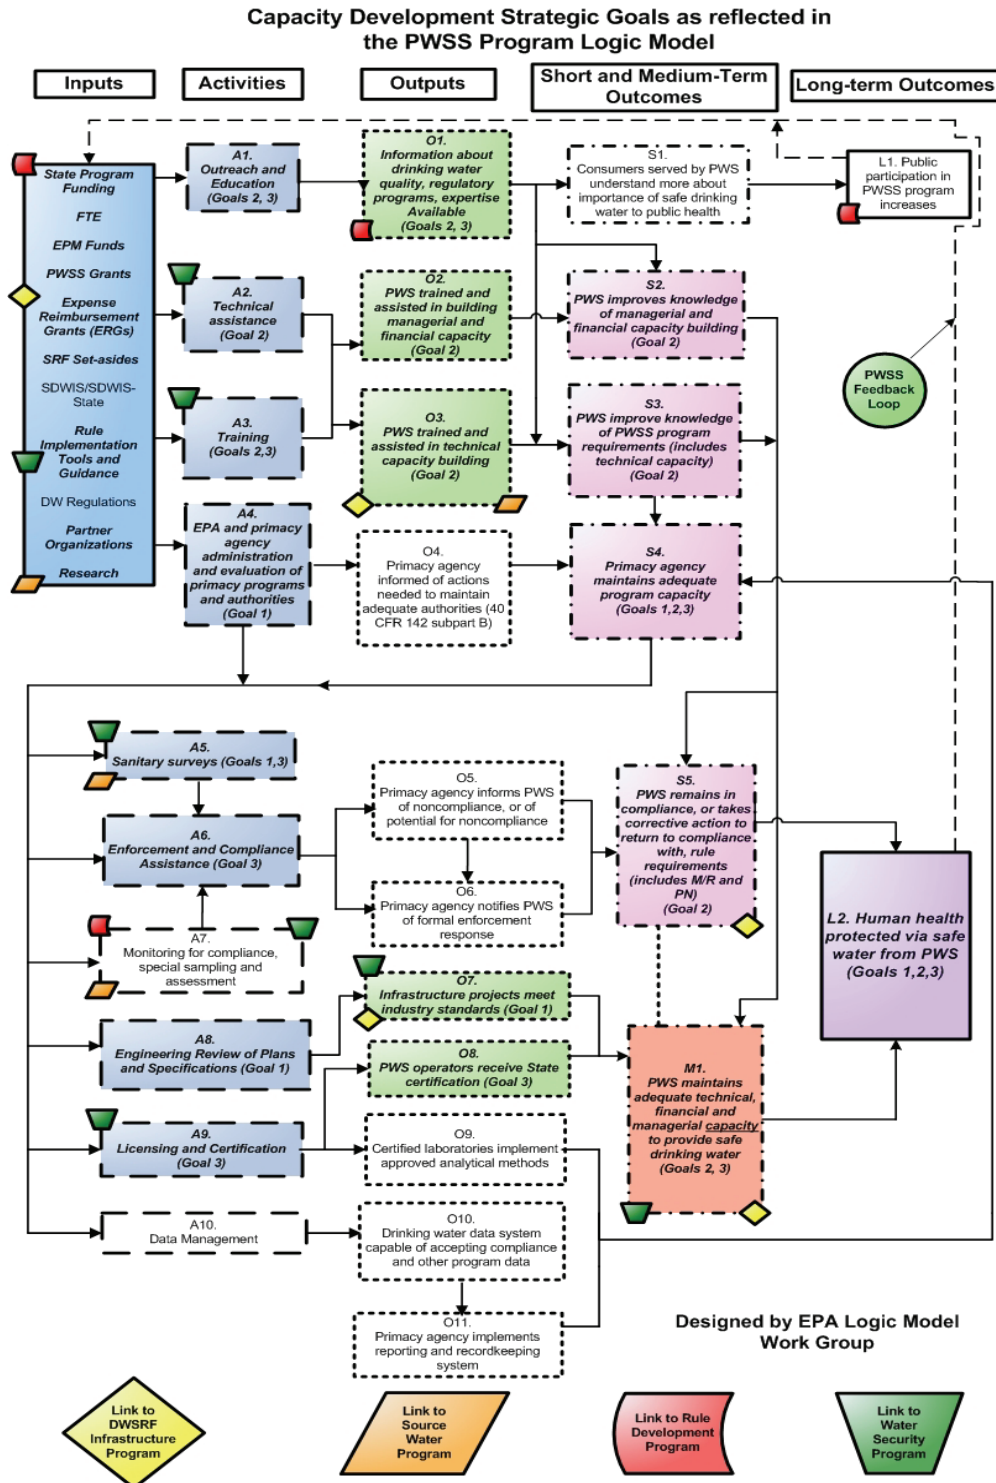 Capacity Development Strategic Goals as reflected in
the PWSS Program Logic Model
Inputs
Activities
Outputs
Short and Medium-Term
Outcomes
Long-term Outcomes
State Program
Funding
FTE
EPM Funds
PWSS Grants
Expense
Reimbursement
Grants (ERGs)
SRF Set-asides
SDWIS/SDWIS-
State
Rule
Implementation
Tools and
Guidance
DW Regulations
Partner
Organizations
Research
A1.
Outreach and
Education
(Goals 2, 3)
O1.
Information about
drinking water
quality, regulatory
programs, expertise
Available
(Goals 2, 3)
S1.
Consumers served by PWS
understand more about
importance of safe drinking
water to public health
L1. Public
participation in
PWSS program
increases
A2.
Technical
assistance
(Goal 2)
O2.
PWS trained and
assisted in building
managerial and
financial capacity
(Goal 2)
S2.
PWS improves knowledge
of managerial and
financial capacity building
(Goal 2)
PWSS
Feedback
Loop
A3.
Training
(Goals 2,3)
O3.
PWS trained and
assisted in technical
capacity building
(Goal 2)
S3.
PWS improve knowledge
of PWSS program
requirements (includes
technical capacity)
(Goal 2)
A4.
EPA and primacy
agency
administration
and evaluation of
primacy programs
and authorities
(Goal 1)
O4.
Primacy agency
informed of actions
needed to maintain
adequate authorities (40
CFR 142 subpart B)
S4.
Primacy agency
maintains adequate
program capacity
(Goals 1,2,3)
A5.
Sanitary surveys (Goals 1,3)
O5.
Primacy agency informs PWS
of noncompliance, or of
potential for noncompliance
S5.
PWS remains in
compliance, or takes
corrective action to
return to compliance
with, rule
requirements
(includes M/R and
PN)
(Goal 2)
A6.
Enforcement and Compliance
Assistance (Goal 3)
O6.
Primacy agency notifies PWS
of formal enforcement
response
L2. Human health
protected via safe
water from PWS
(Goals 1,2,3)
A7.
Monitoring for compliance,
special sampling and
assessment
O7.
Infrastructure projects meet
industry standards (Goal 1)
A8.
Engineering Review of Plans
and Specifications (Goal 1)
O8.
PWS operators receive State
certification (Goal 3)
M1.
PWS maintains
adequate technical,
financial and
managerial capacity
to provide safe
drinking water
(Goals 2, 3)
A9.
Licensing and Certification
(Goal 3)
O9.
Certified laboratories implement
approved analytical methods
A10.
Data Management
O10.
Drinking water data system
capable of accepting compliance
and other program data
O11.
Primacy agency implements
reporting and recordkeeping
system
Designed by EPA Logic Model
Work Group
Link to
DWSRF
Infrastructure
Program
Link to
Source
Water
Program
Link to Rule
Development
Program
Link to
Water
Security
Program